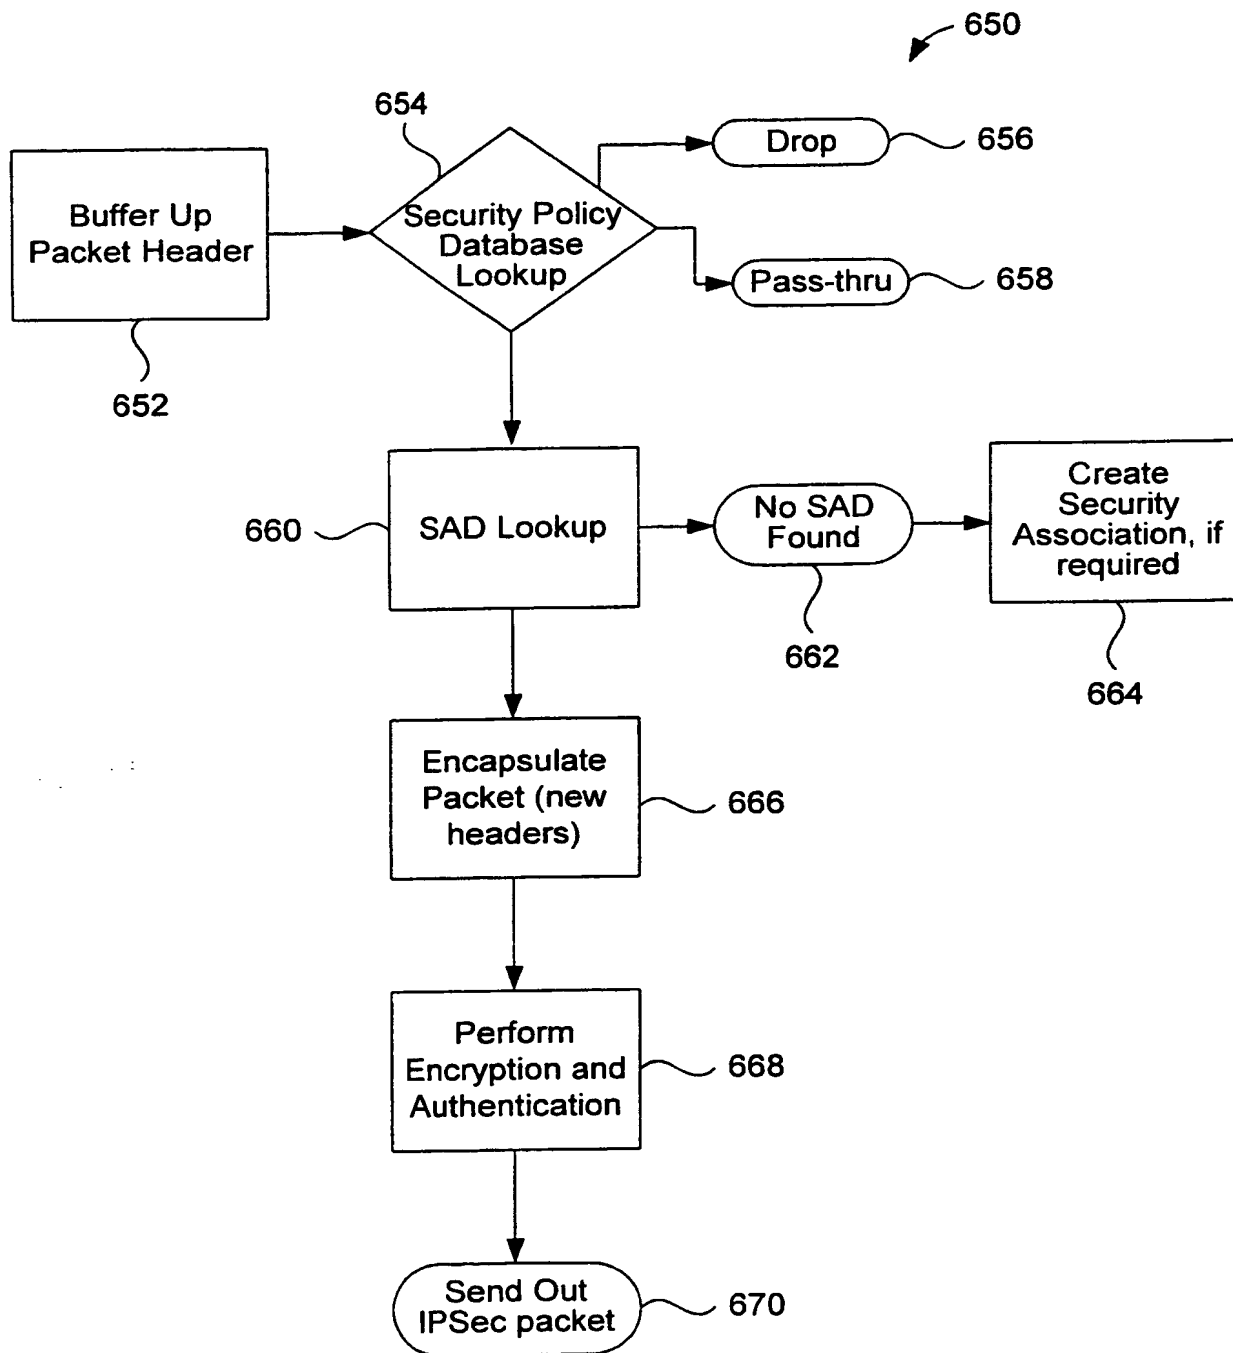 650
654
Drop
656
Buffer Up
Packet Header
Security Policy
Database
Lookup
Pass-thru
658
652
660
SAD Lookup
No SAD
Found
Create
Security
Association, if
required
662
664
Encapsulate
Packet (new
headers)
666
Perform
Encryption and
Authentication
668
Send Out
IPSec packet
670